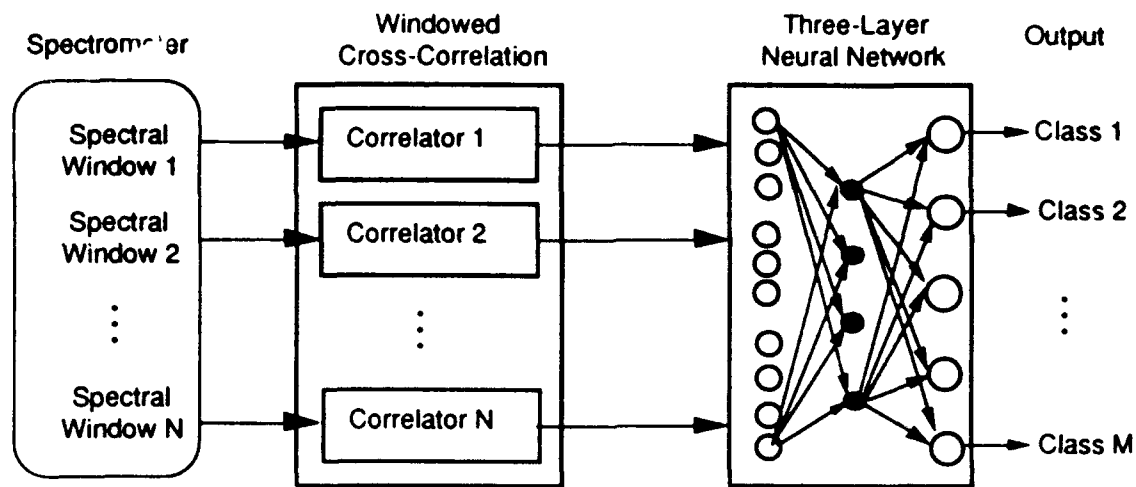 Spectrometer
Windowed
Cross-Correlation
Three-Layer
Neural Network
Output
Spectral
Window 1
Correlator 1
Class 1
Spectral
Window 2
Correlator 2
Class 2
Spectral
Window N
Correlator N
Class M